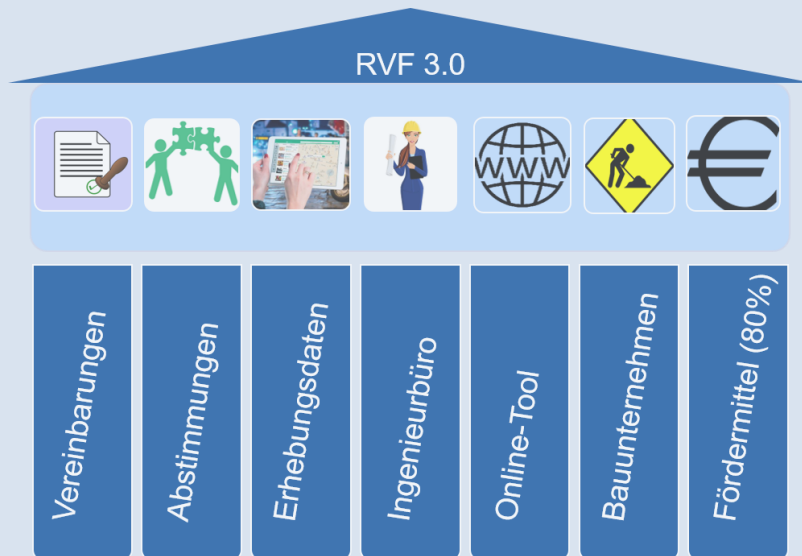 RVF 3.0
www
Vereinbarungen
Abstimmungen
Erhebungsdaten
Ingenieurbüro
Online-Tool
Bauunternehmen
Fördermittel (80%)